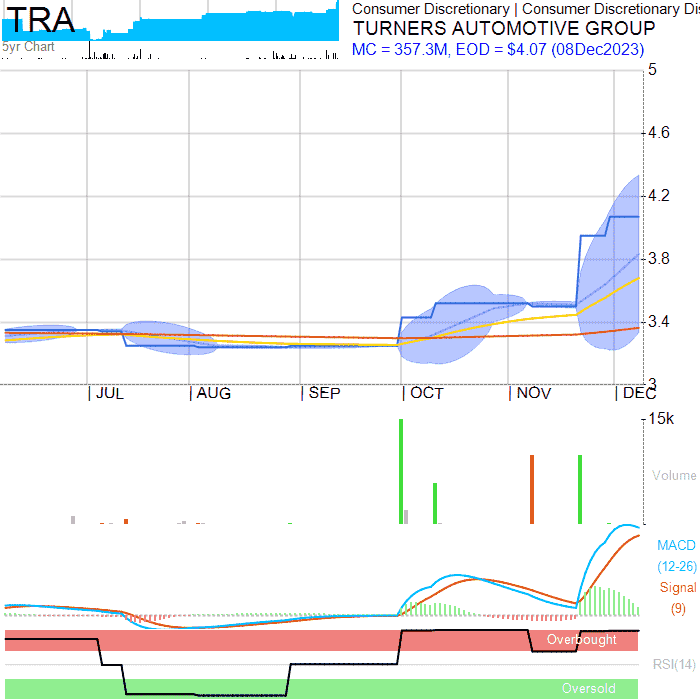 TRA
5yr Chart
Consumer Discretionary | Consumer Discretionary Dis
TURNERS AUTOMOTIVE GROUP
MC = 357.3M, EOD = $4.07 (08Dec2023)
5
4.6
4.2
3.8
3.4
3
JUL AUG SEP OCT NOV DEC
15k
Volume
MACD
(12-26)
Signal
(9)
Overbought
RSI(14)
Oversold